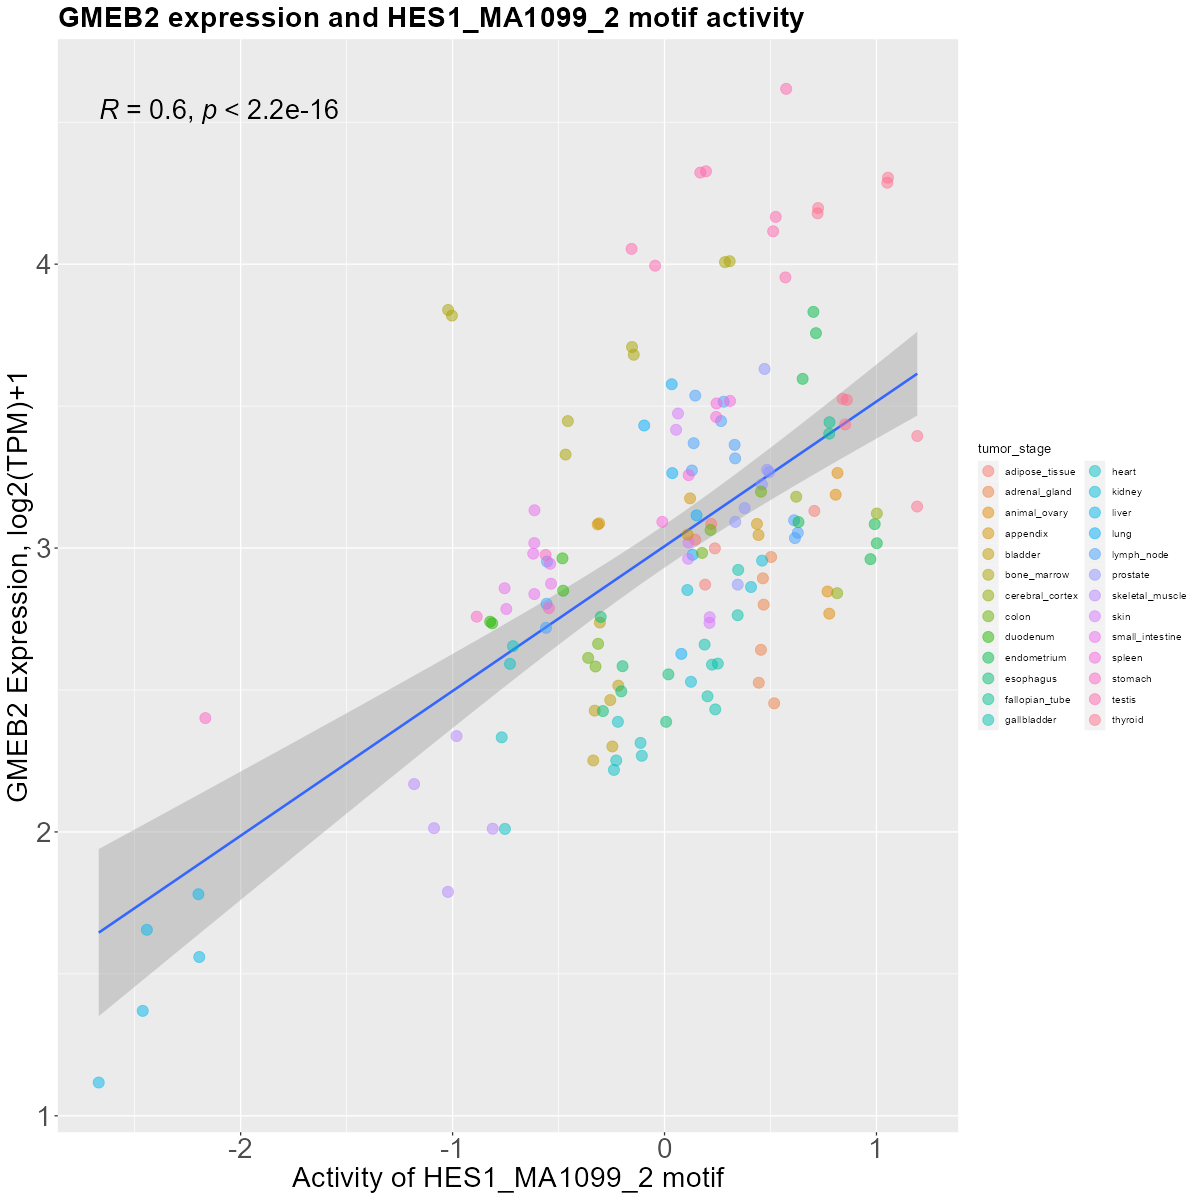 GMEB2 expression and HES1_MA1099_2 motif activity
R = 0.6, p < 2.2e-16
GMEB2 Expression, log2(TPM)+1
4
3
2
1
-2
-1
0
1
Activity of HES1_MA1099_2 motif
tumor_stage
adipose_tissue
adrenal_gland
animal_ovary
appendix
bladder
bone_marrow
cerebral_cortex
colon
duodenum
endometrium
esophagus
fallopian_tube
gallbladder
heart
kidney
liver
lung
lymph_node
prostate
skeletal_muscle
skin
small_intestine
spleen
stomach
testis
thyroid